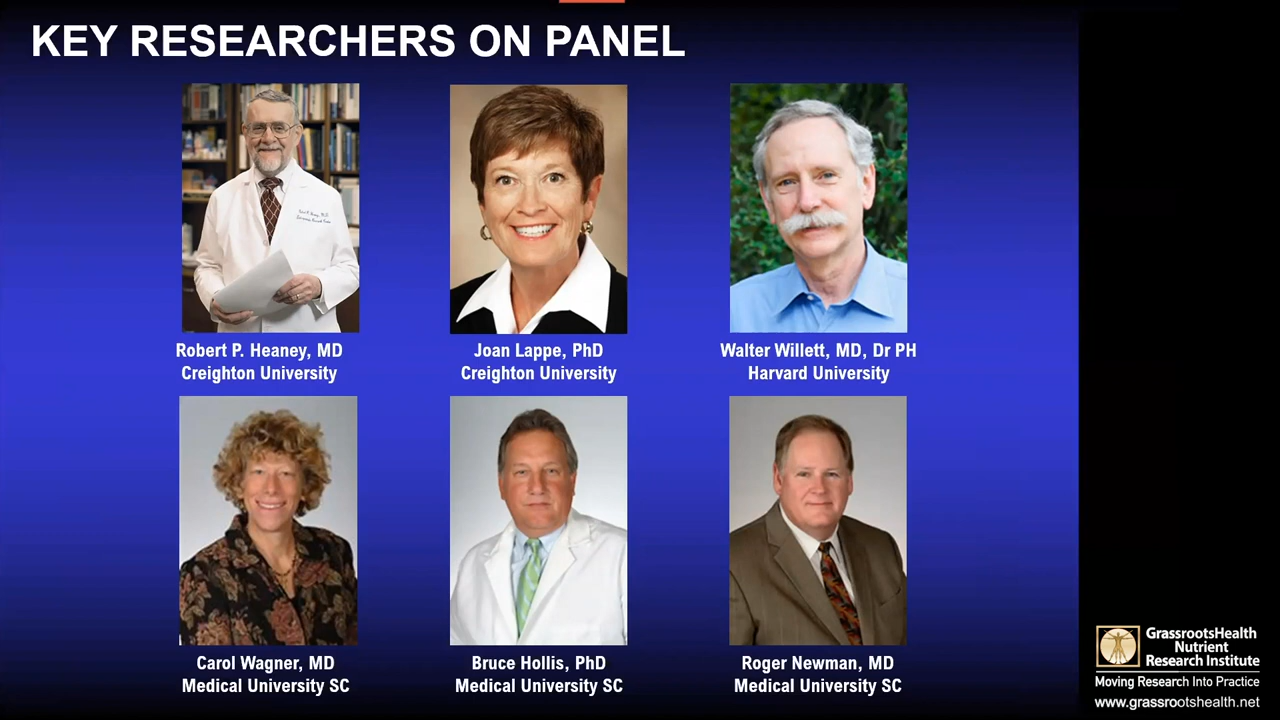 KEY RESEARCHERS ON PANEL
Robert P. Heaney, MD
Creighton University
Joan Lappe, PhD
Creighton University
Walter Willett, MD, Dr PH
Harvard University
Carol Wagner, MD
Medical University SC
Bruce Hollis, PhD
Medical University SC
Roger Newman, MD
Medical University SC
GrassrootsHealth
Nutrient
Research Institute
Moving Research Into Practice
www.grassrootshealth.net